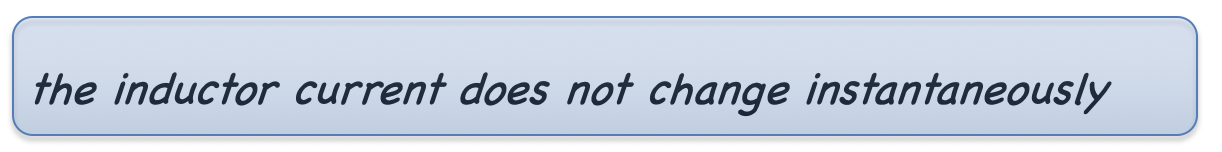 the inductor current does not change instantaneously